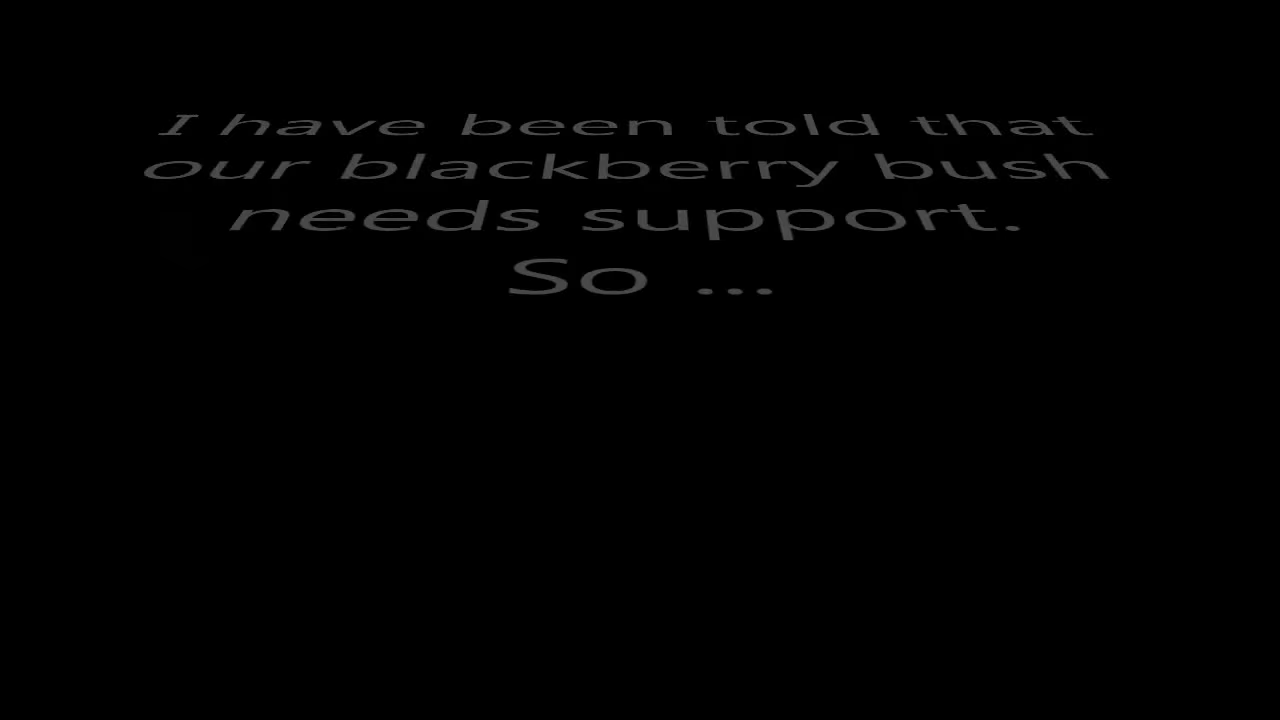 I have been told that
our blackberry bush
needs support.
So ...